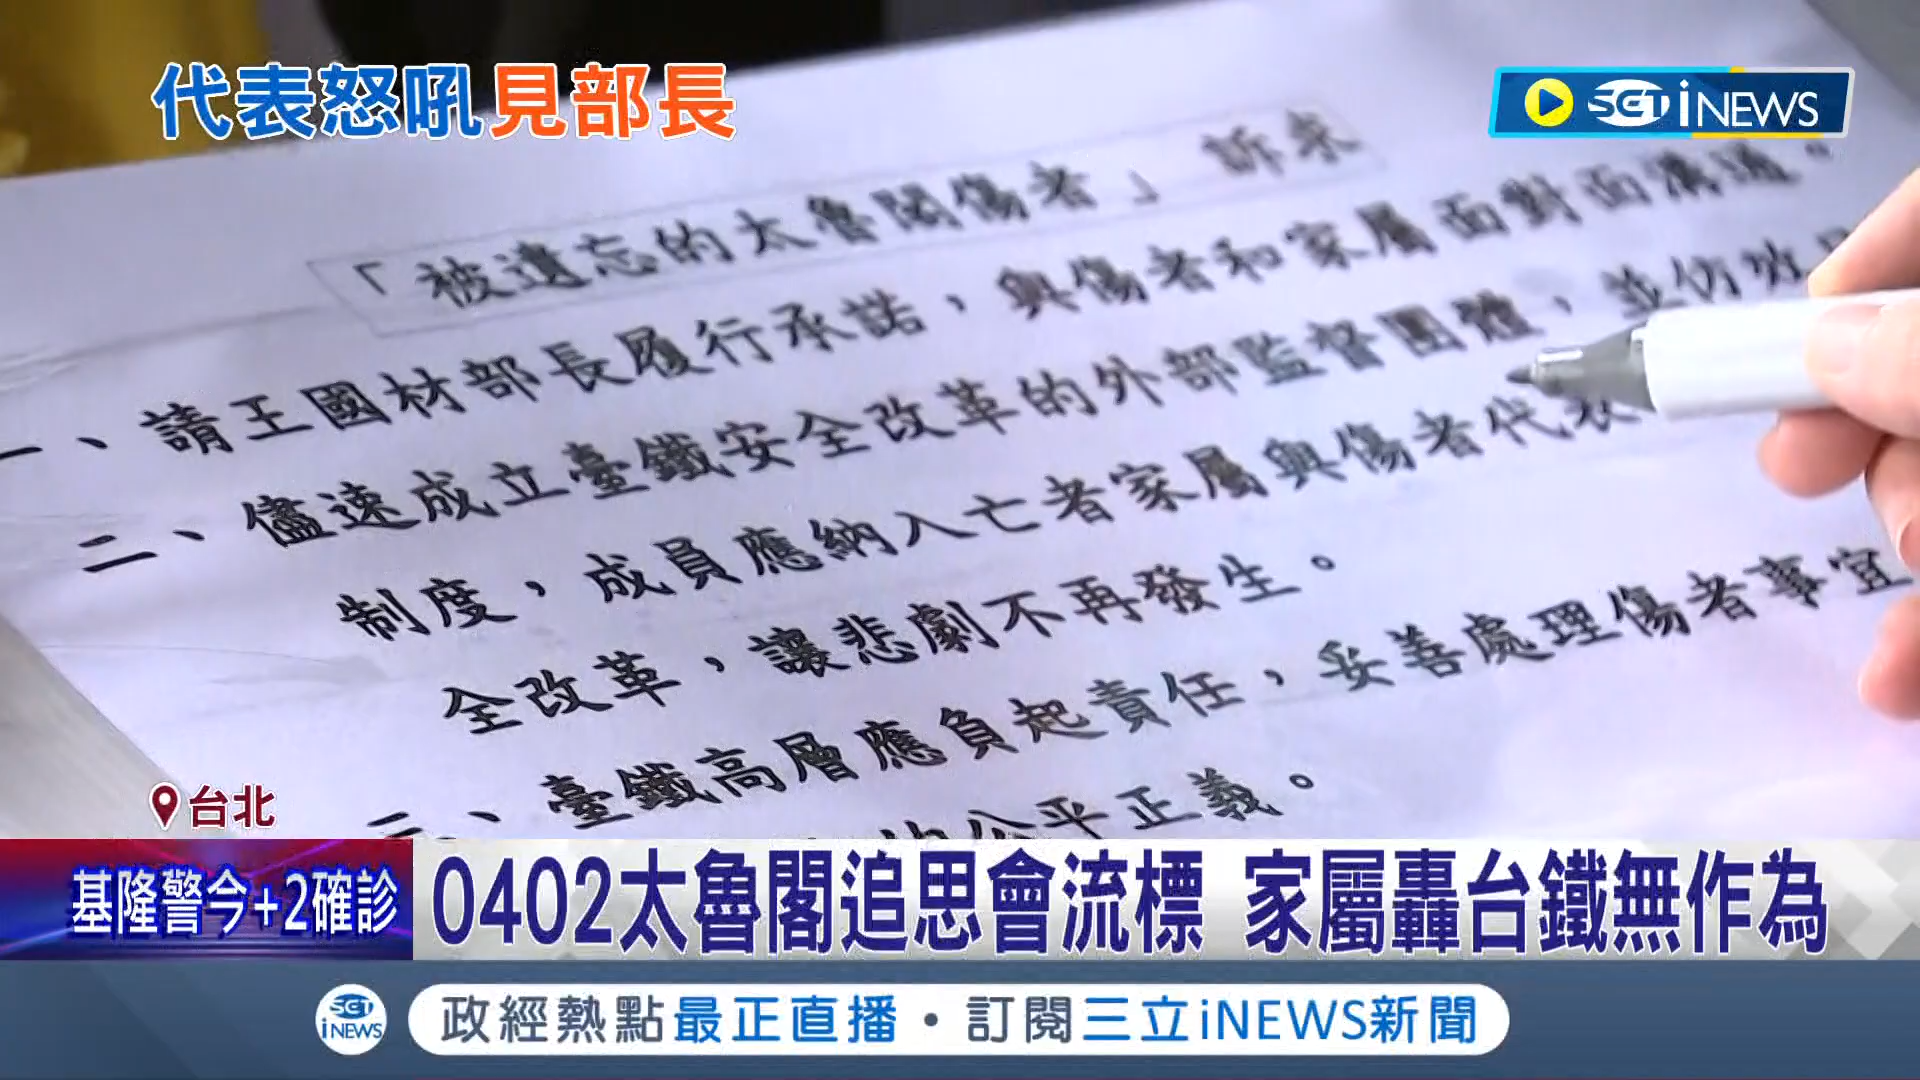 代表怒吼見部長
SETiNEWS
「被遺忘的太魯閣傷者」訴求
一、請王國材部長履行承諾，與傷者和家屬面對面溝通。
二、儘速成立臺鐵安全改革的外部監督團體，並仿效
制度，成員應納入亡者家屬與傷者代表
全改革，讓悲劇不再發生。
三、臺鐵高層應負起責任，妥善處理傷者事宜
公平正義。
台北
基隆警今+2確診
0402太魯閣追思會流標 家屬轟台鐵無作為
SET iNEWS
政經熱點最正直播・訂閱三立iNEWS新聞